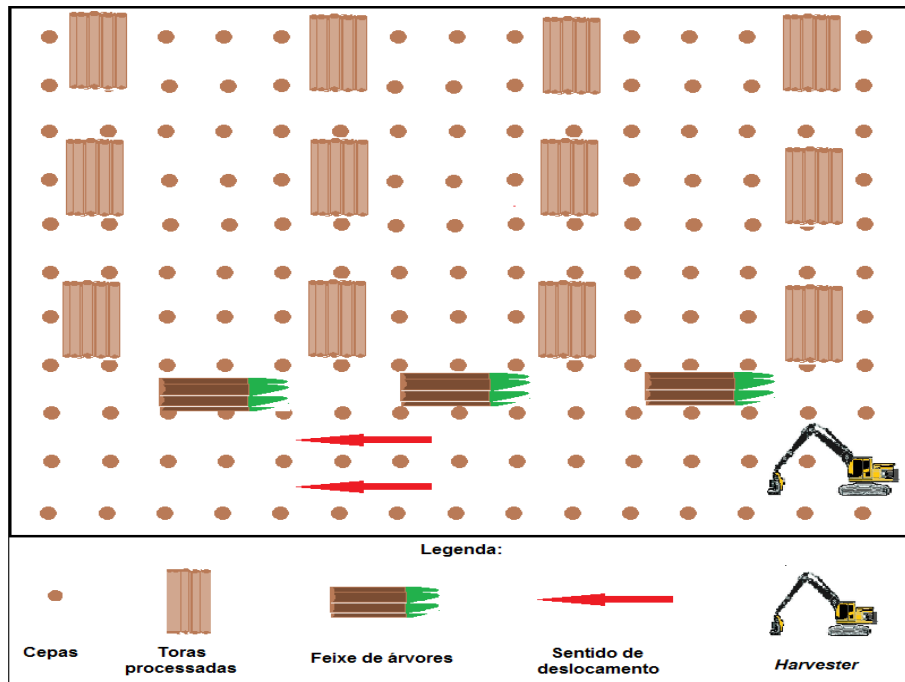 Legenda:
Cepas
Toras
processadas
Feixe de árvores
Sentido de
deslocamento
Harvester